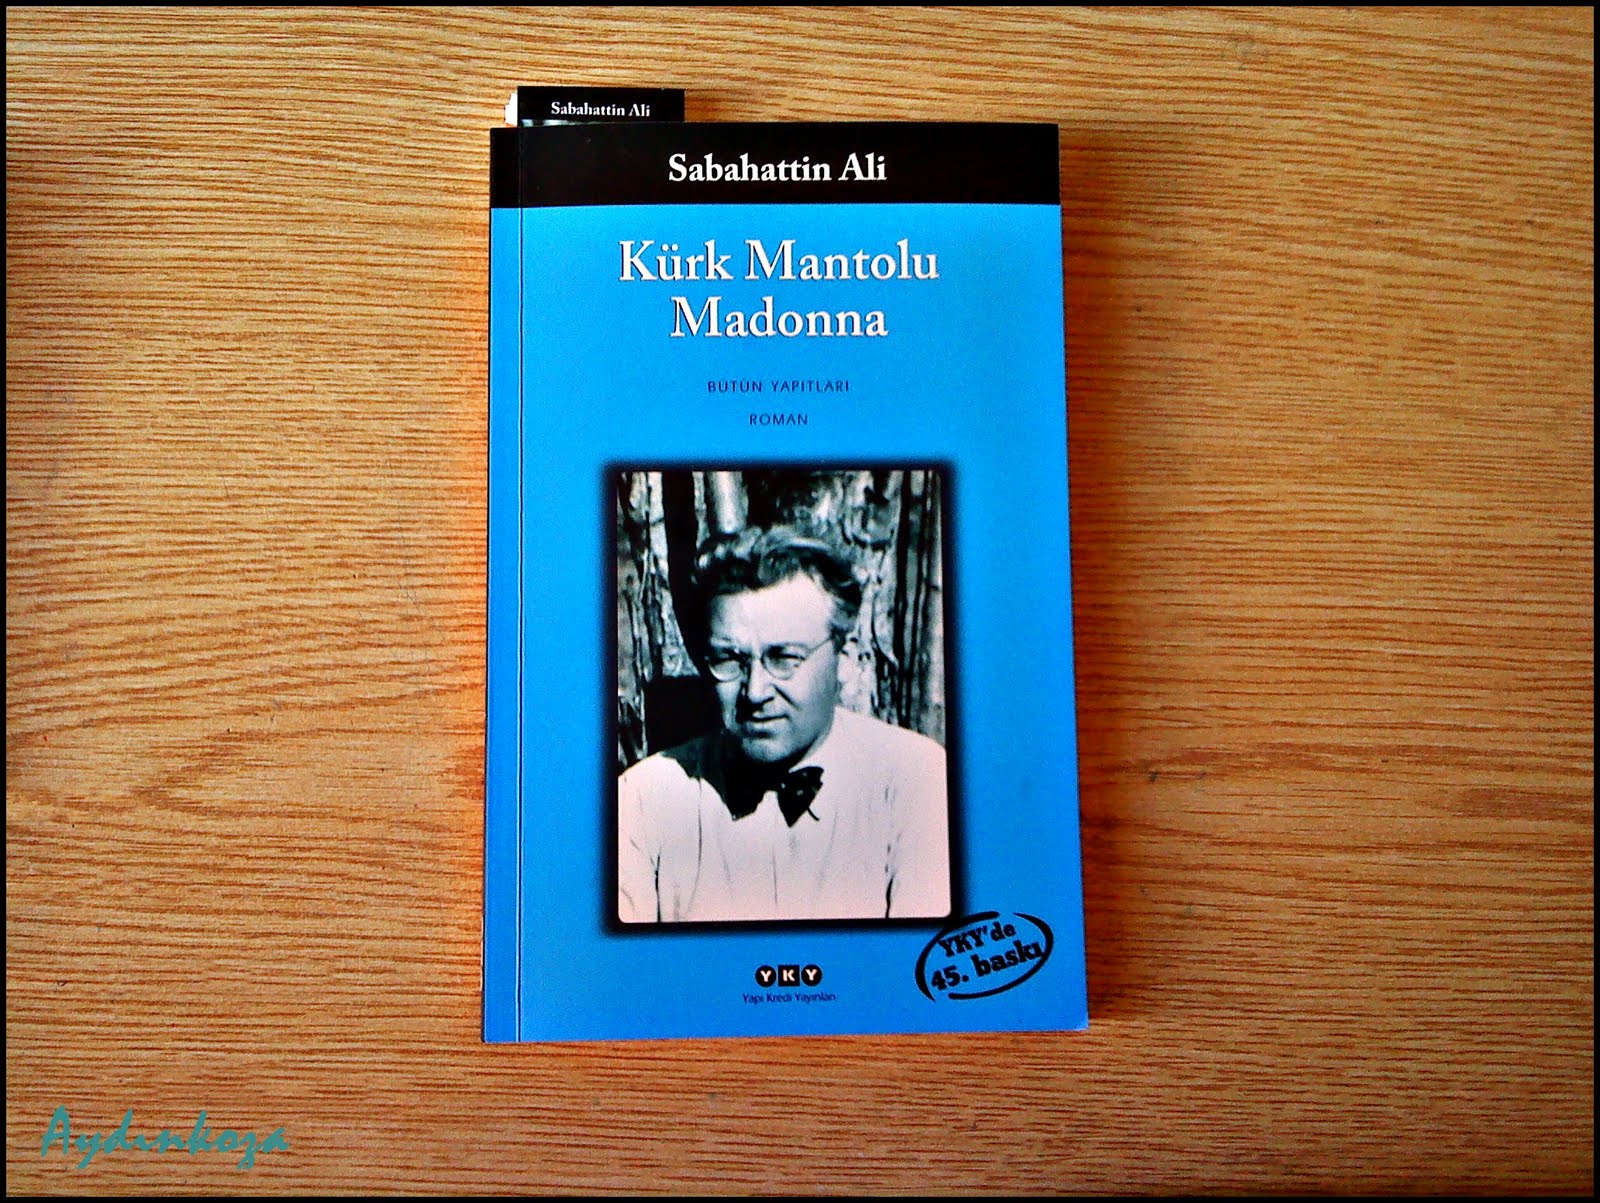 Sabahattin Ali
Sabahattin Ali
Kürk Mantolu
Madonna
BÜTÜN YAPITLARI
ROMAN
YKY'de
45. baskı
YKY
Yapı Kredi Yayınları
Aydınkoza